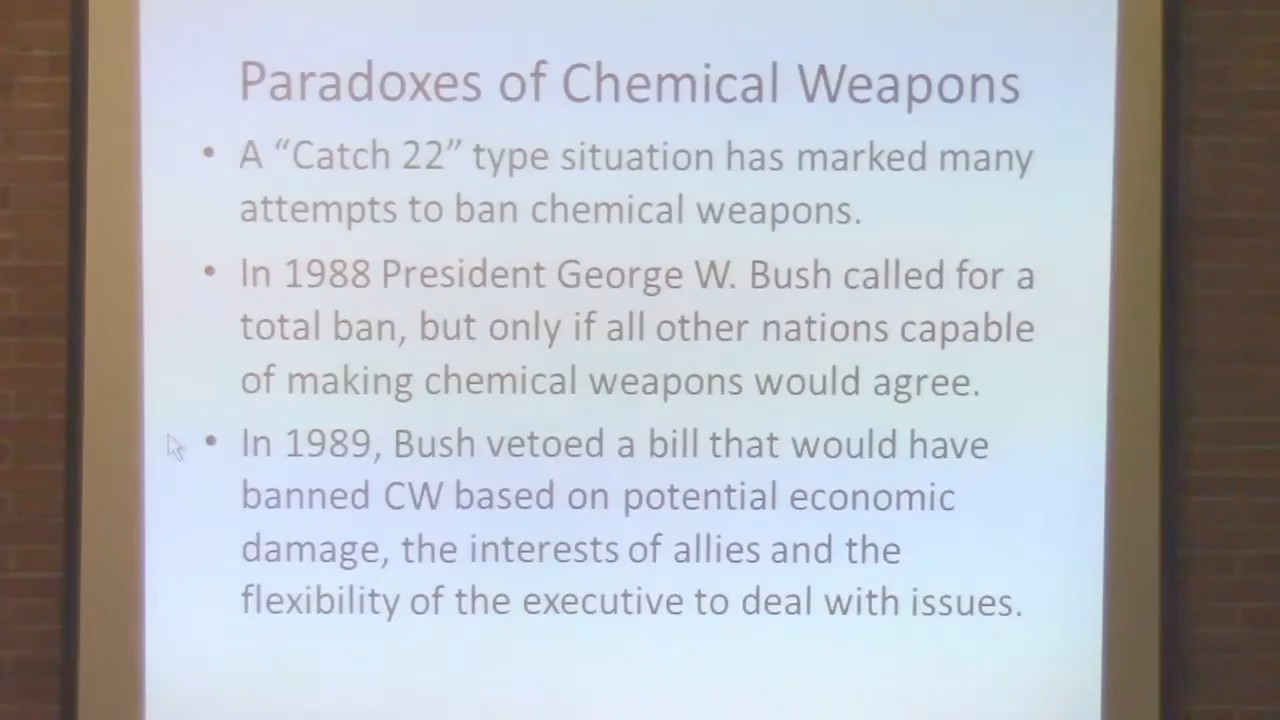 Paradoxes of Chemical Weapons
• A “Catch 22” type situation has marked many
attempts to ban chemical weapons.
• In 1988 President George W. Bush called for a
total ban, but only if all other nations capable
of making chemical weapons would agree.
• In 1989, Bush vetoed a bill that would have
banned CW based on potential economic
damage, the interests of allies and the
flexibility of the executive to deal with issues.